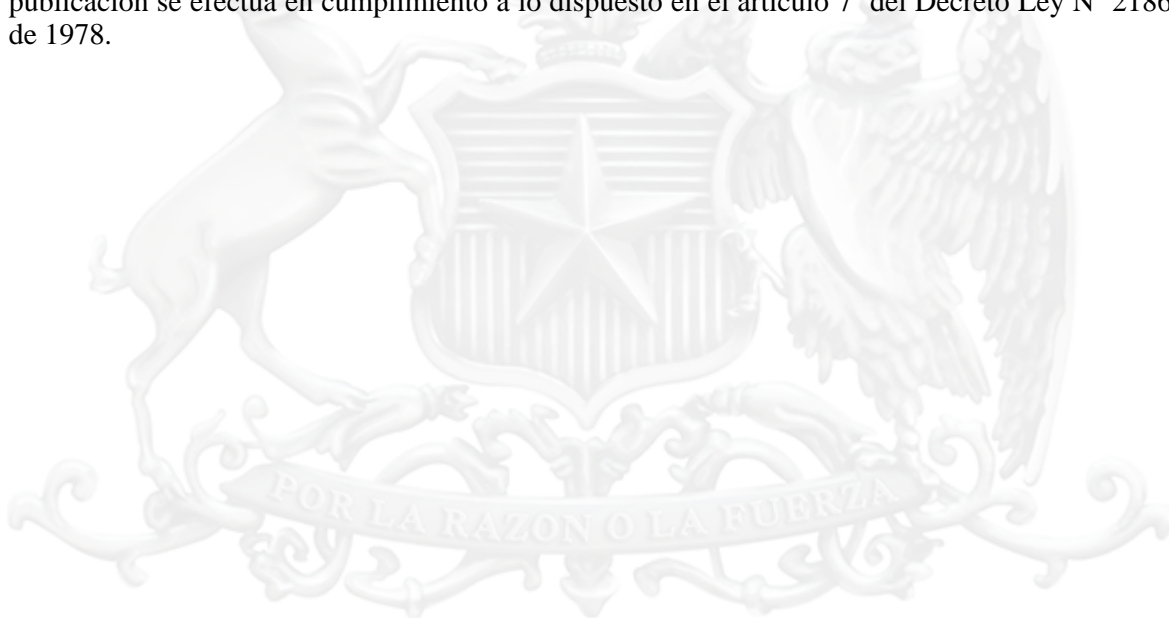 publicación se efectúa en cumplimiento a lo dispuesto en el artículo 7° del Decreto Ley N° 2186
de 1978.
POR LA RAZON O LA FUERZA